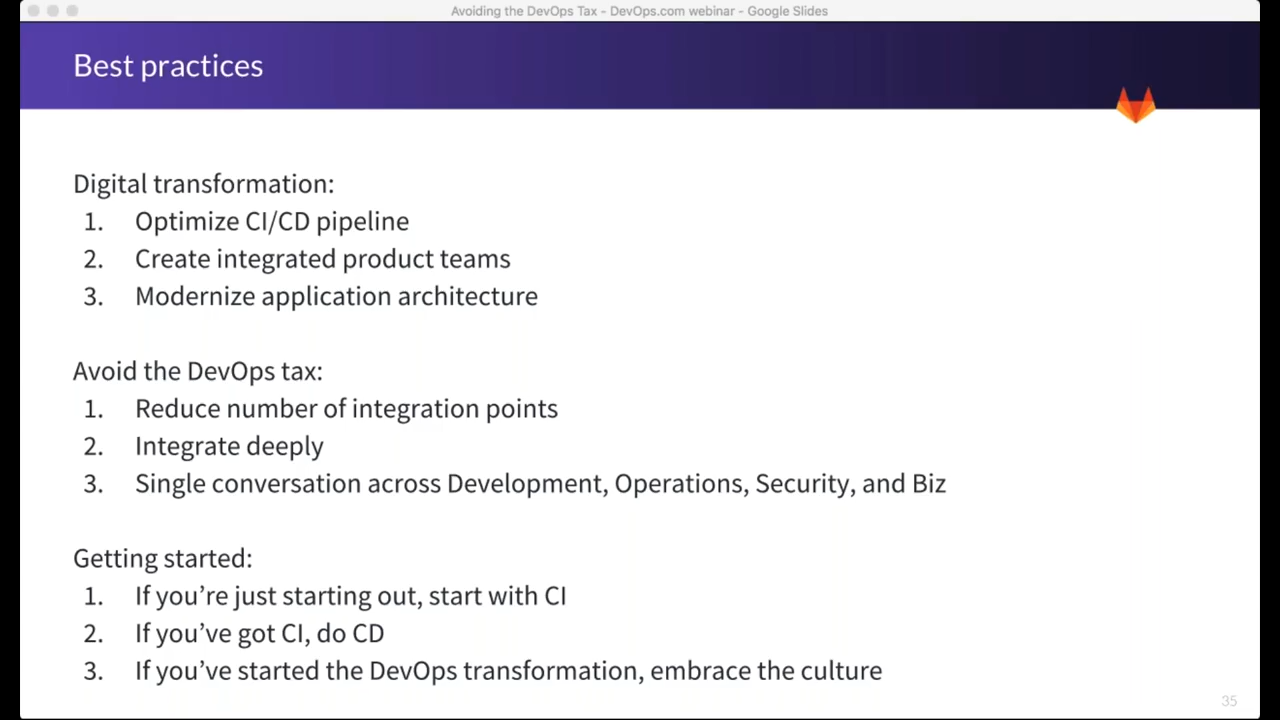 Avoiding the DevOps Tax - DevOps.com webinar - Google Slides
Best practices
Digital transformation:
1. Optimize CI/CD pipeline
2. Create integrated product teams
3. Modernize application architecture
Avoid the DevOps tax:
1. Reduce number of integration points
2. Integrate deeply
3. Single conversation across Development, Operations, Security, and Biz
Getting started:
1. If you’re just starting out, start with CI
2. If you’ve got CI, do CD
3. If you’ve started the DevOps transformation, embrace the culture
35